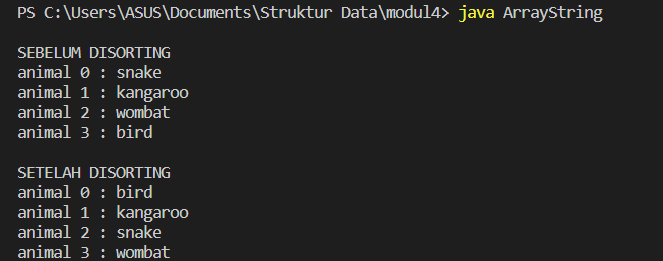 PS C:\Users\ASUS\Documents\Struktur Data\modul4> java ArrayString
SEBELUM DISORTING
animal 0 : snake
animal 1 : kangaroo
animal 2 : wombat
animal 3 : bird
SETELAH DISORTING
animal 0 : bird
animal 1 : kangaroo
animal 2 : snake
animal 3 : wombat